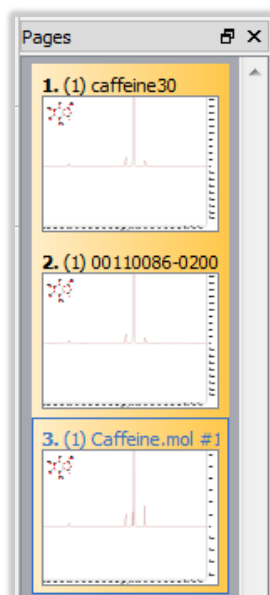 Pages
1. (1) caffeine30
2. (1) 00110086-0200
3. (1) Caffeine.mol #1